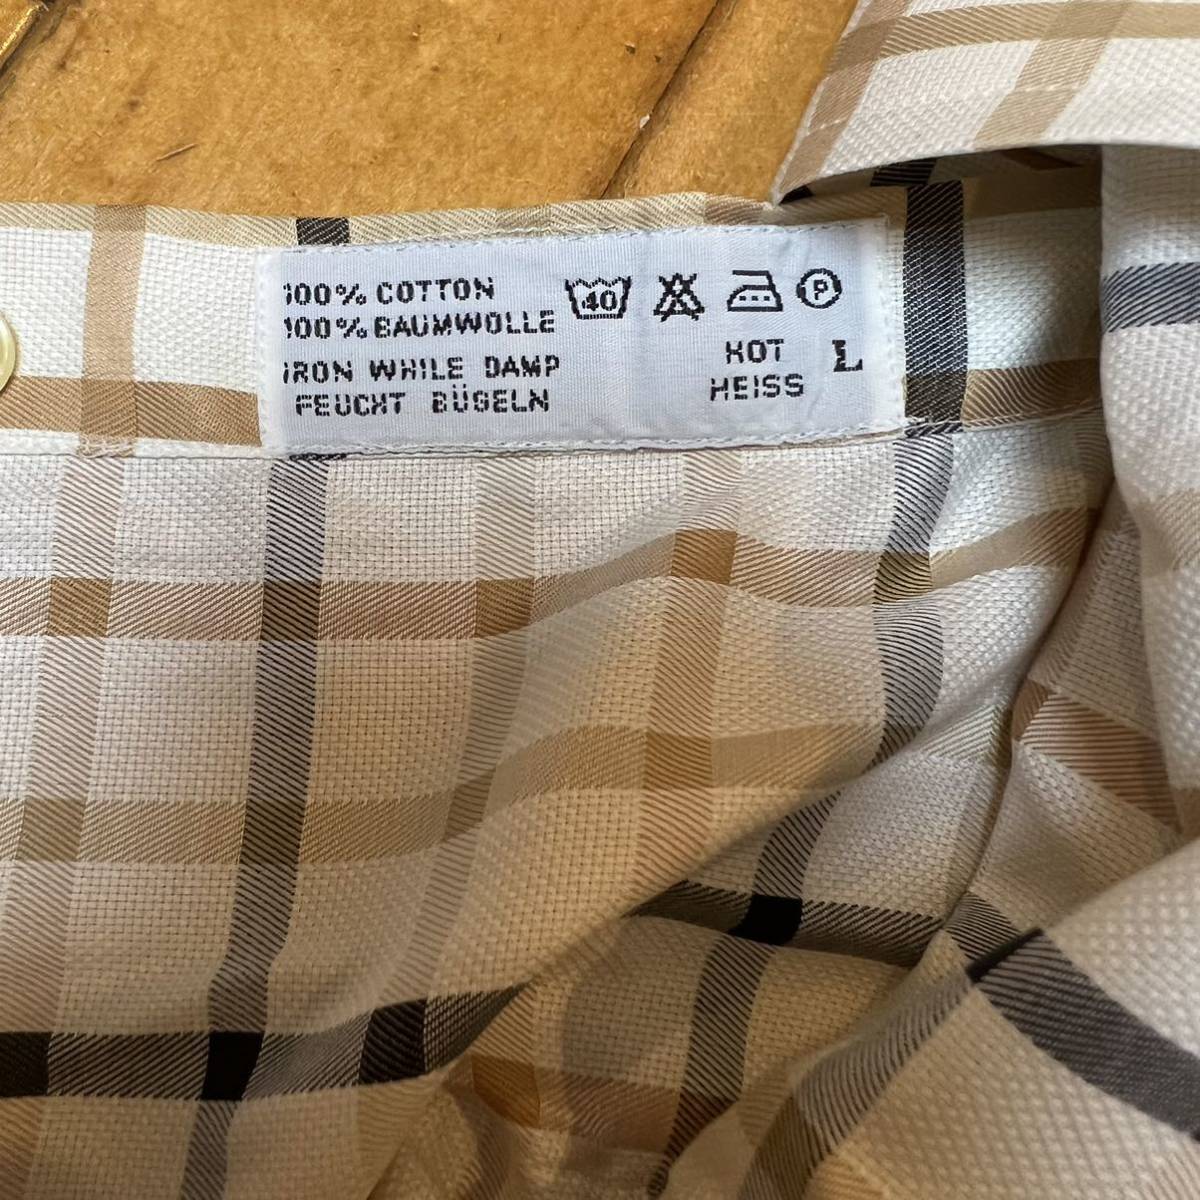 100% COTTON
100% BAUMWOLLE
IRON WHILE DAMP
FEUCHT BÜGELN
40
P
HOT
HEISS
L